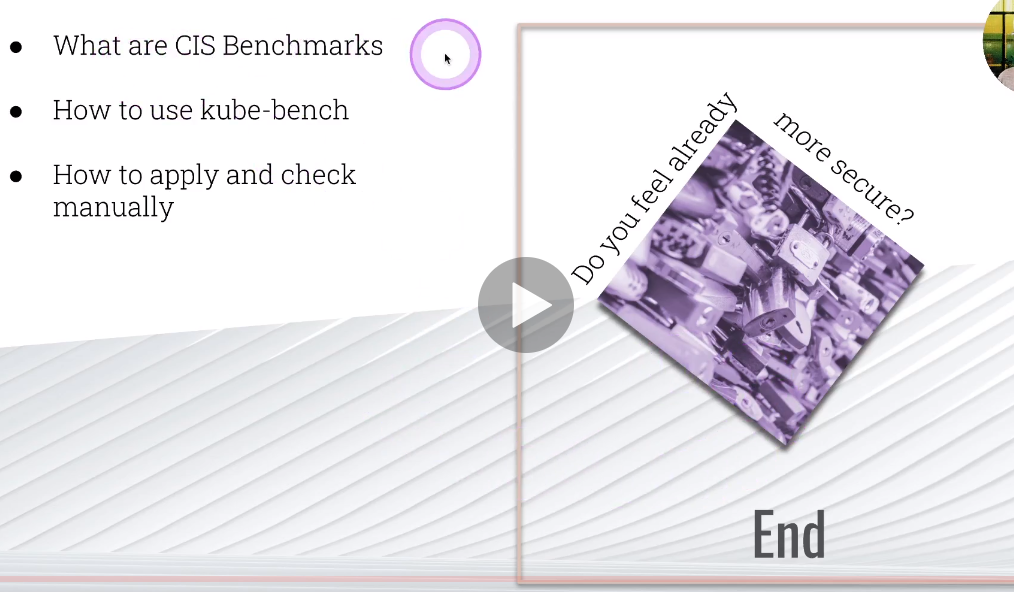 What are CIS Benchmarks
How to use kube-bench
How to apply and check
manually
Do you feel already
more secure?
End